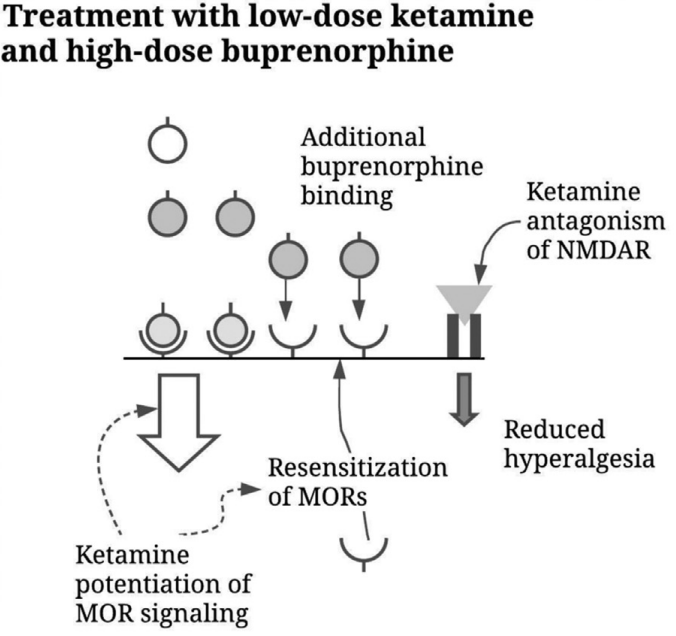 Treatment with low-dose ketamine
and high-dose buprenorphine
Additional
buprenorphine
binding
Ketamine
antagonism
of NMDAR
Reduced
hyperalgesia
Resensitization
of MORs
Ketamine
potentiation of
MOR signaling